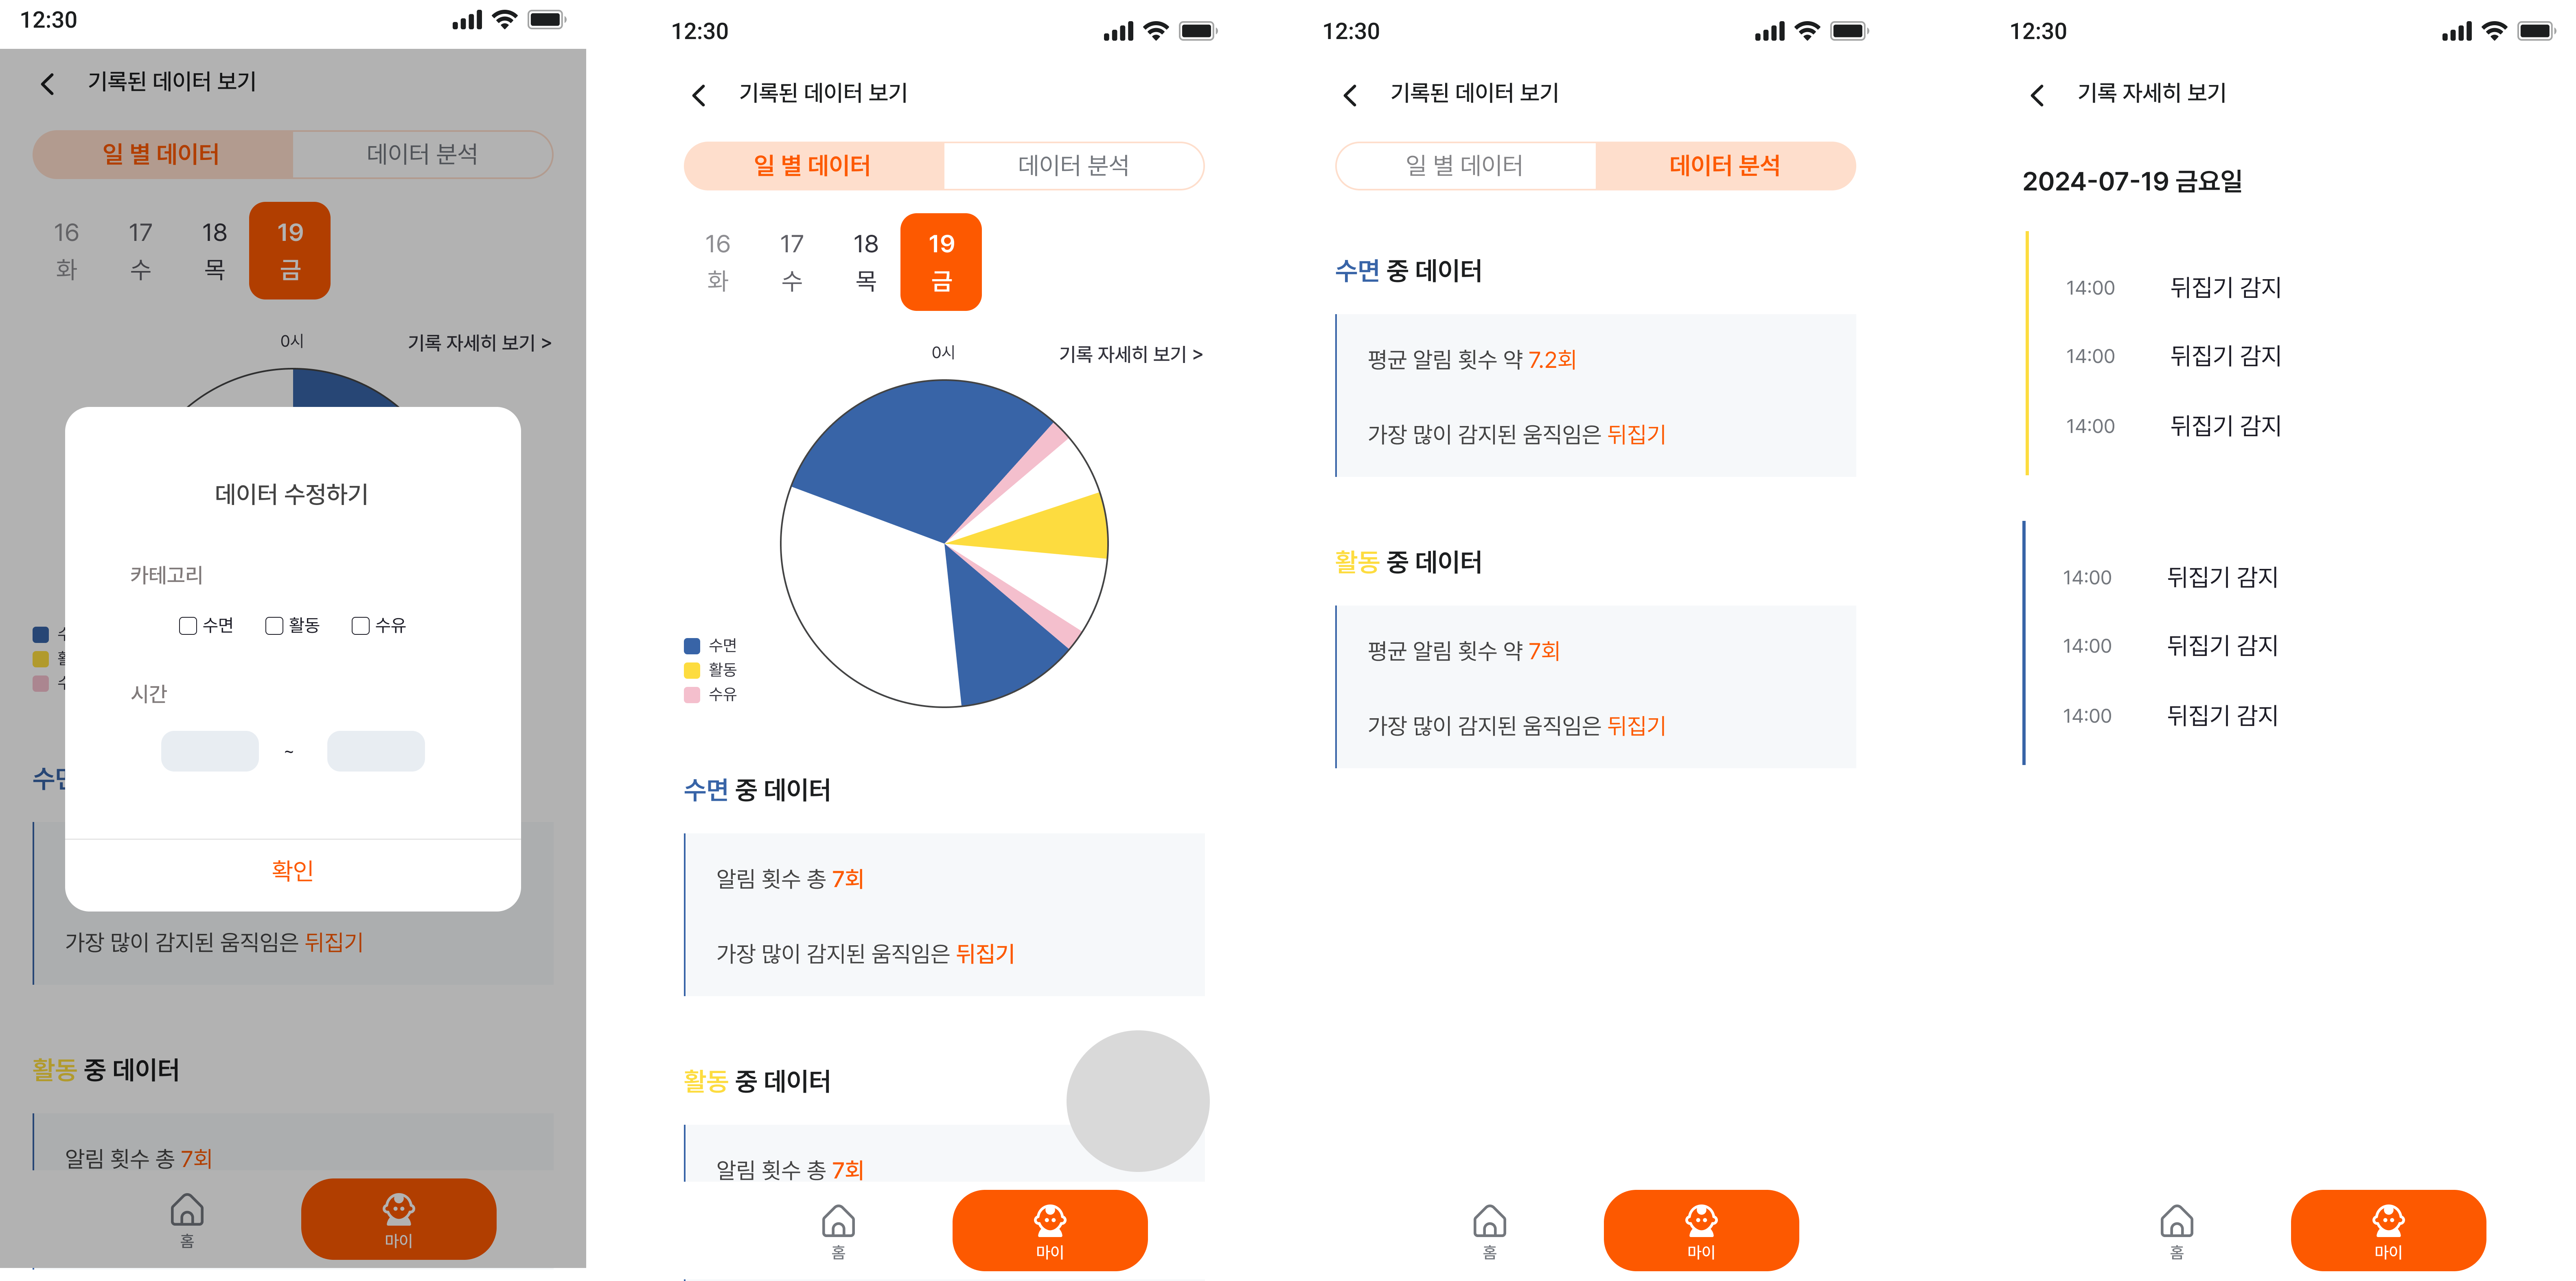 12:30
기록된 데이터 보기
일 별 데이터
데이터 분석
16 17 18 19
화 수 목 금
0시
기록 자세히 보기 >
데이터 수정하기
카테고리
수면 활동 수유
시간
~
확인
가장 많이 감지된 움직임은 뒤집기
활동 중 데이터
알림 횟수 총 7회
홈
마이
12:30
기록된 데이터 보기
일 별 데이터
데이터 분석
16 17 18 19
화 수 목 금
0시
기록 자세히 보기 >
수면
활동
수유
수면 중 데이터
알림 횟수 총 7회
가장 많이 감지된 움직임은 뒤집기
활동 중 데이터
알림 횟수 총 7회
홈
마이
12:30
기록된 데이터 보기
일 별 데이터
데이터 분석
수면 중 데이터
평균 알림 횟수 약 7.2회
가장 많이 감지된 움직임은 뒤집기
활동 중 데이터
평균 알림 횟수 약 7회
가장 많이 감지된 움직임은 뒤집기
홈
마이
12:30
기록 자세히 보기
2024-07-19 금요일
14:00 뒤집기 감지
14:00 뒤집기 감지
14:00 뒤집기 감지
14:00 뒤집기 감지
14:00 뒤집기 감지
14:00 뒤집기 감지
홈
마이